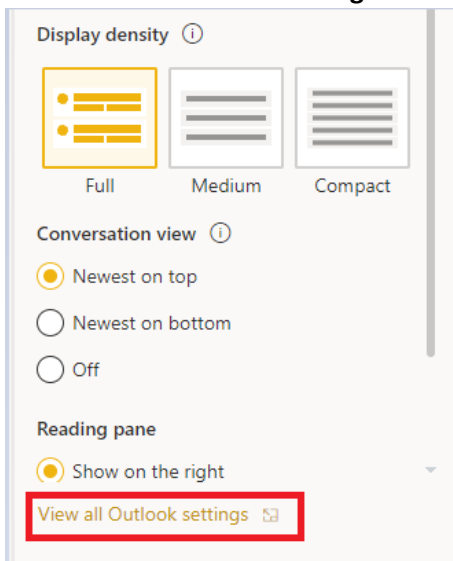 Display density
Full Medium Compact
Conversation view
Newest on top
Newest on bottom
Off
Reading pane
Show on the right
View all Outlook settings